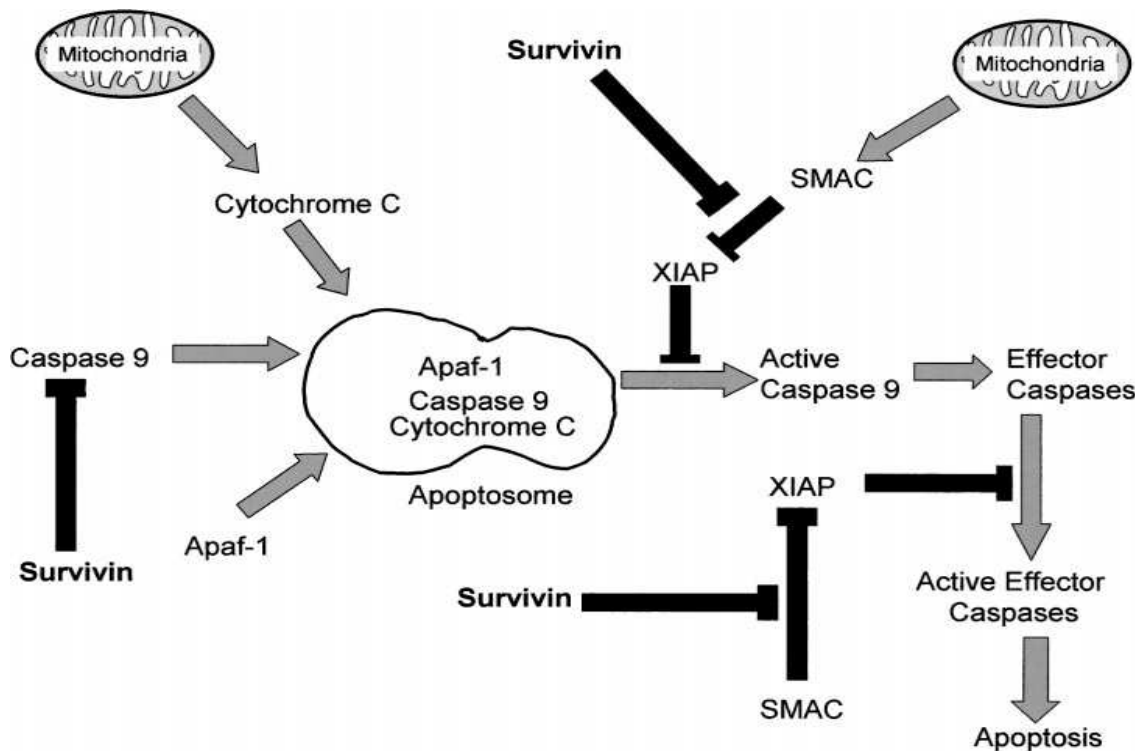 Mitochondria
Survivin
Mitochondria
SMAC
Cytochrome C
XIAP
Caspase 9
Apaf-1
Caspase 9
Cytochrome C
Active
Caspase 9
Effector
Caspases
Apoptosome
XIAP
Apaf-1
Survivin
Survivin
Active Effector
Caspases
SMAC
Apoptosis